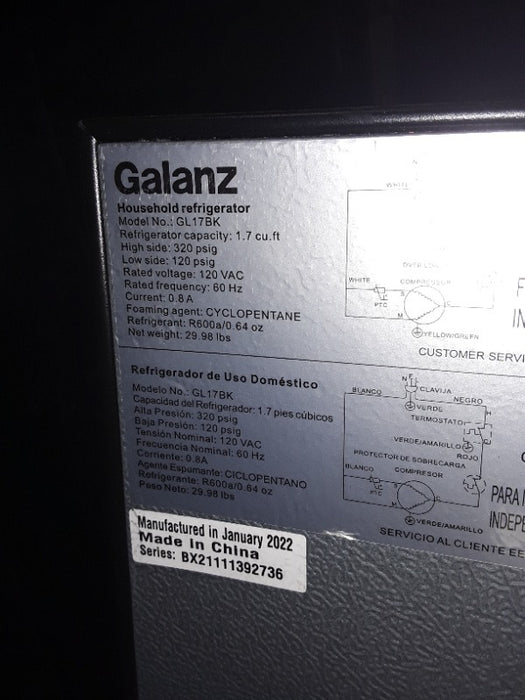 Galanz
Household refrigerator
Model No.: GL17BK
Refrigerator capacity: 1.7 cu.ft
High side: 320 psig
Low side: 120 psig
Rated voltage: 120 VAC
Rated frequency: 60 Hz
Current: 0.8 A
Foaming agent: CYCLOPENTANE
Refrigerant: R600a/0.64 oz
Net weight: 29.98 lbs
WHITE
COMPRESSOR
WHITE
PTC
S
C
M
YELLOW/GREEN
CUSTOMER SERVI
Refrigerador de Uso Doméstico
Modelo No.: GL17BK
Capacidad del Refrigerador: 1.7 pies cúbicos
Alta Presión: 320 psig
Baja Presión: 120 psig
Tensión Nominal: 120 VAC
Frecuencia Nominal: 60 Hz
Corriente: 0.8A
Agente Espumante: CICLOPENTANO
Refrigerante: R600a/0.64 oz
Peso Neto: 29.98 lbs
N
CLAVIJA
BLANCO
NEGRO
VERDE
TERMOSTATO
VERDE/AMARILLO
ROJO
PROTECTOR DE SOBRECARGA
BLANCO
COMPRESOR
PTC
S
C
M
VERDE/AMARILLO
PARA
INDEPE
SERVICIO AL CLIENTE EE
Manufactured in January 2022
Made in China
Series: BX21111392736